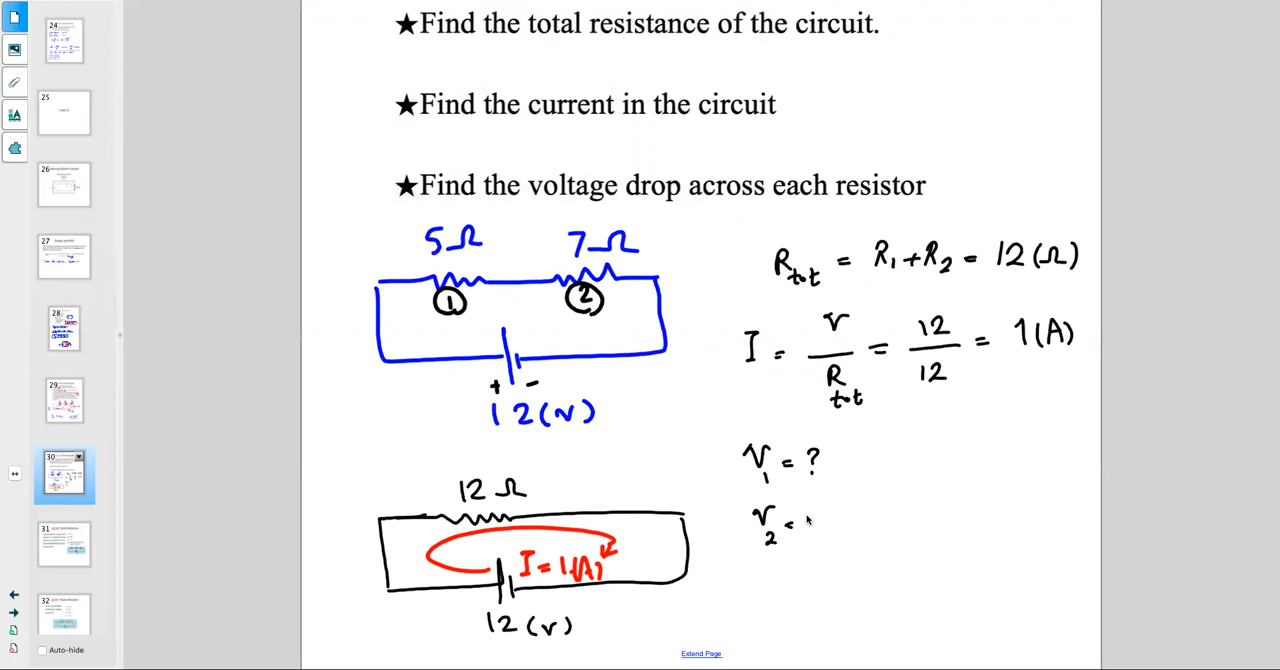 ★Find the total resistance of the circuit.
★Find the current in the circuit
★Find the voltage drop across each resistor
5Ω 7Ω
① ②
+ -
12(v)
R tot = R1+R2 = 12(Ω)
I = v / R tot = 12 / 12 = 1(A)
V1 = ?
V2 =
12 Ω
I = 1(A)
12(v)
24
25
26
27
28
29
30
31
32
Auto-hide
Extend Page